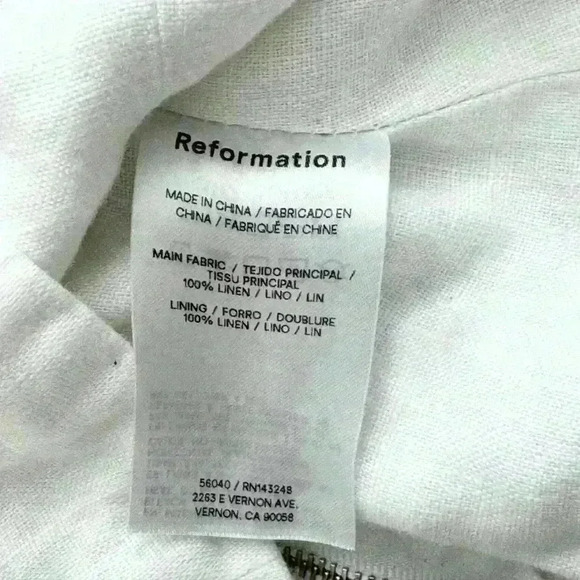 Reformation
MADE IN CHINA / FABRICADO EN
CHINA / FABRIQUÉ EN CHINE
MAIN FABRIC / TEJIDO PRINCIPAL /
TISSU PRINCIPAL
100% LINEN / LINO / LIN
LINING / FORRO / DOUBLURE
100% LINEN / LINO / LIN
56040 / RN143248
2263 E VERNON AVE.
VERNON, CA 90058